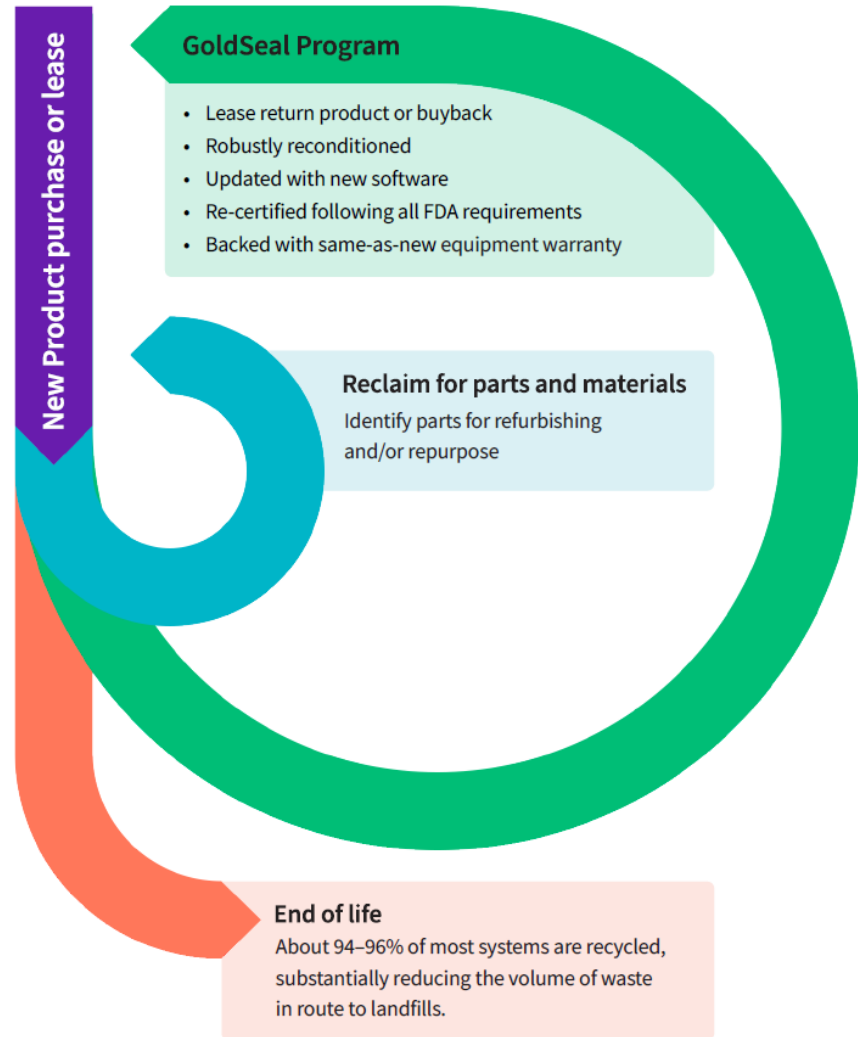 New Product purchase or lease
GoldSeal Program
• Lease return product or buyback
• Robustly reconditioned
• Updated with new software
• Re-certified following all FDA requirements
• Backed with same-as-new equipment warranty
Reclaim for parts and materials
Identify parts for refurbishing
and/or repurpose
End of life
About 94–96% of most systems are recycled,
substantially reducing the volume of waste
in route to landfills.